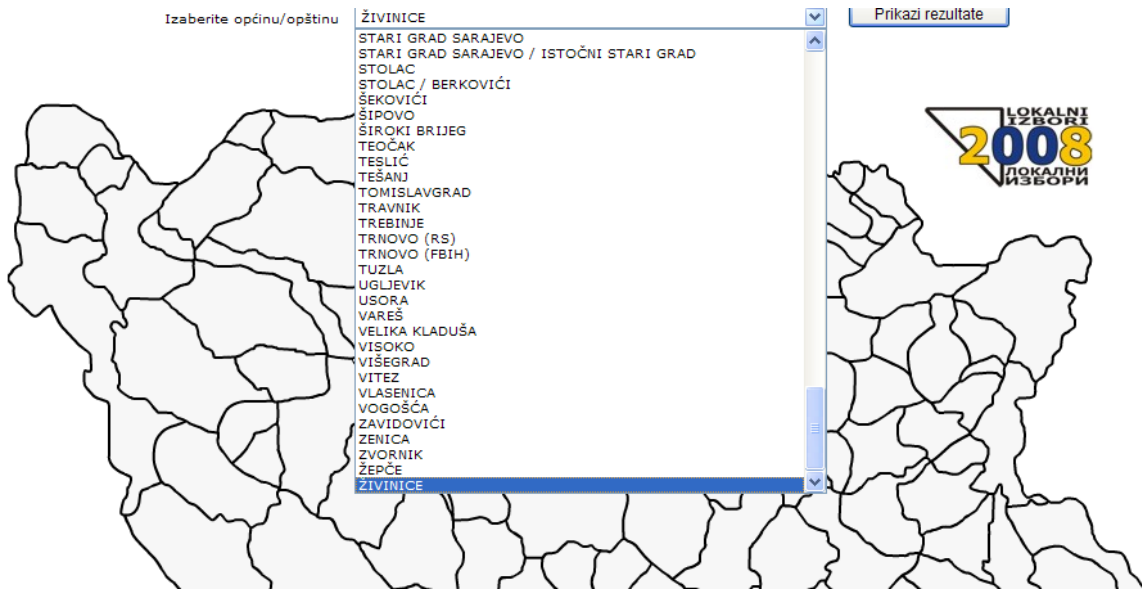 Izaberite općinu/opštinu
ŽIVINICE
Prikazi rezultate
STARI GRAD SARAJEVO
STARI GRAD SARAJEVO / ISTOČNI STARI GRAD
STOLAC
STOLAC / BERKOVIĆI
ŠEKOVIĆI
ŠIPOVO
ŠIROKI BRIJEG
TEOČAK
TESLIĆ
TEŠANJ
TOMISLAVGRAD
TRAVNIK
TREBINJE
TRNOVO (RS)
TRNOVO (FBIH)
TUZLA
UGLJEVIK
USORA
VAREŠ
VELIKA KLADUŠA
VISOKO
VIŠEGRAD
VITEZ
VLASENICA
VOGOŠĆA
ZAVIDOVIĆI
ZENICA
ZVORNIK
ŽEPČE
ŽIVINICE
LOKALNI
IZBORI
2008
ЛОКАЛНИ
ИЗБОРИ